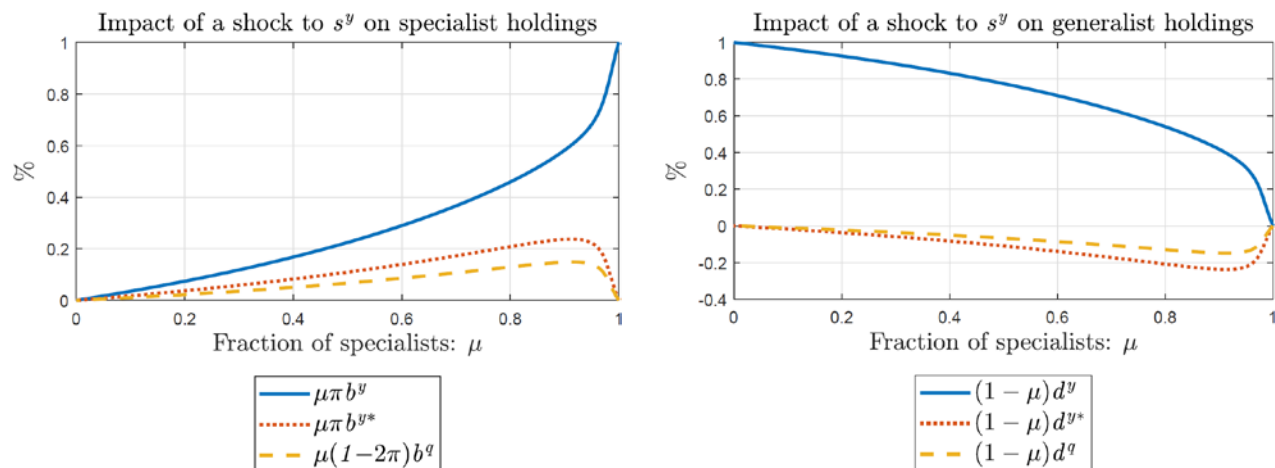 Impact of a shock to s^y on specialist holdings
1
0.8
0.6
0.4
0.2
0
%
0 0.2 0.4 0.6 0.8 1
Fraction of specialists: μ
μπb^y
μπb^{y*}
μ(1−2π)b^q
Impact of a shock to s^y on generalist holdings
1
0.8
0.6
0.4
0.2
0
-0.2
-0.4
%
0 0.2 0.4 0.6 0.8 1
Fraction of specialists: μ
(1 − μ)d^y
(1 − μ)d^{y*}
(1 − μ)d^q